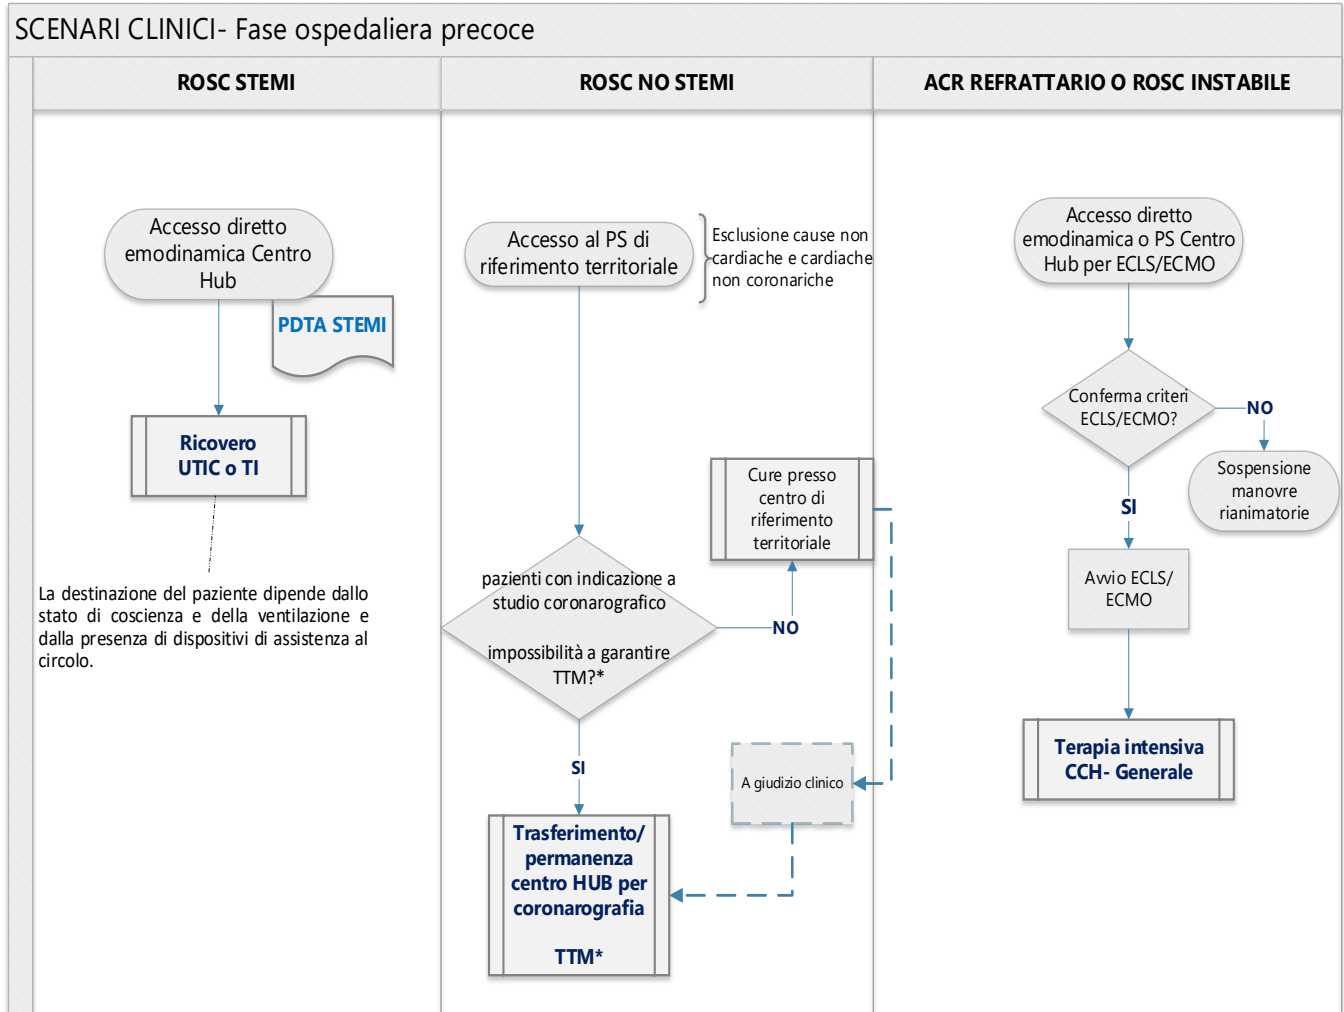 SCENARI CLINICI- Fase ospedaliera precoce
ROSC STEMI
ROSC NO STEMI
ACR REFRATTARIO O ROSC INSTABILE
Accesso diretto
emodinamica Centro
Hub
PDTA STEMI
Ricovero
UTIC o TI
La destinazione del paziente dipende dallo
stato di coscienza e della ventilazione e
dalla presenza di dispositivi di assistenza al
circolo.
Accesso al PS di
riferimento territoriale
Esclusione cause non
cardiache e cardiache
non coronariche
pazienti con indicazione a
studio coronarografico
impossibilità a garantire
TTM?*
NO
Cure presso
centro di
riferimento
territoriale
A giudizio clinico
SI
Trasferimento/
permanenza
centro HUB per
coronarografia
TTM*
Accesso diretto
emodinamica o PS Centro
Hub per ECLS/ECMO
Conferma criteri
ECLS/ECMO?
NO
Sospensione
manovre
rianimatorie
SI
Avvio ECLS/
ECMO
Terapia intensiva
CCH- Generale